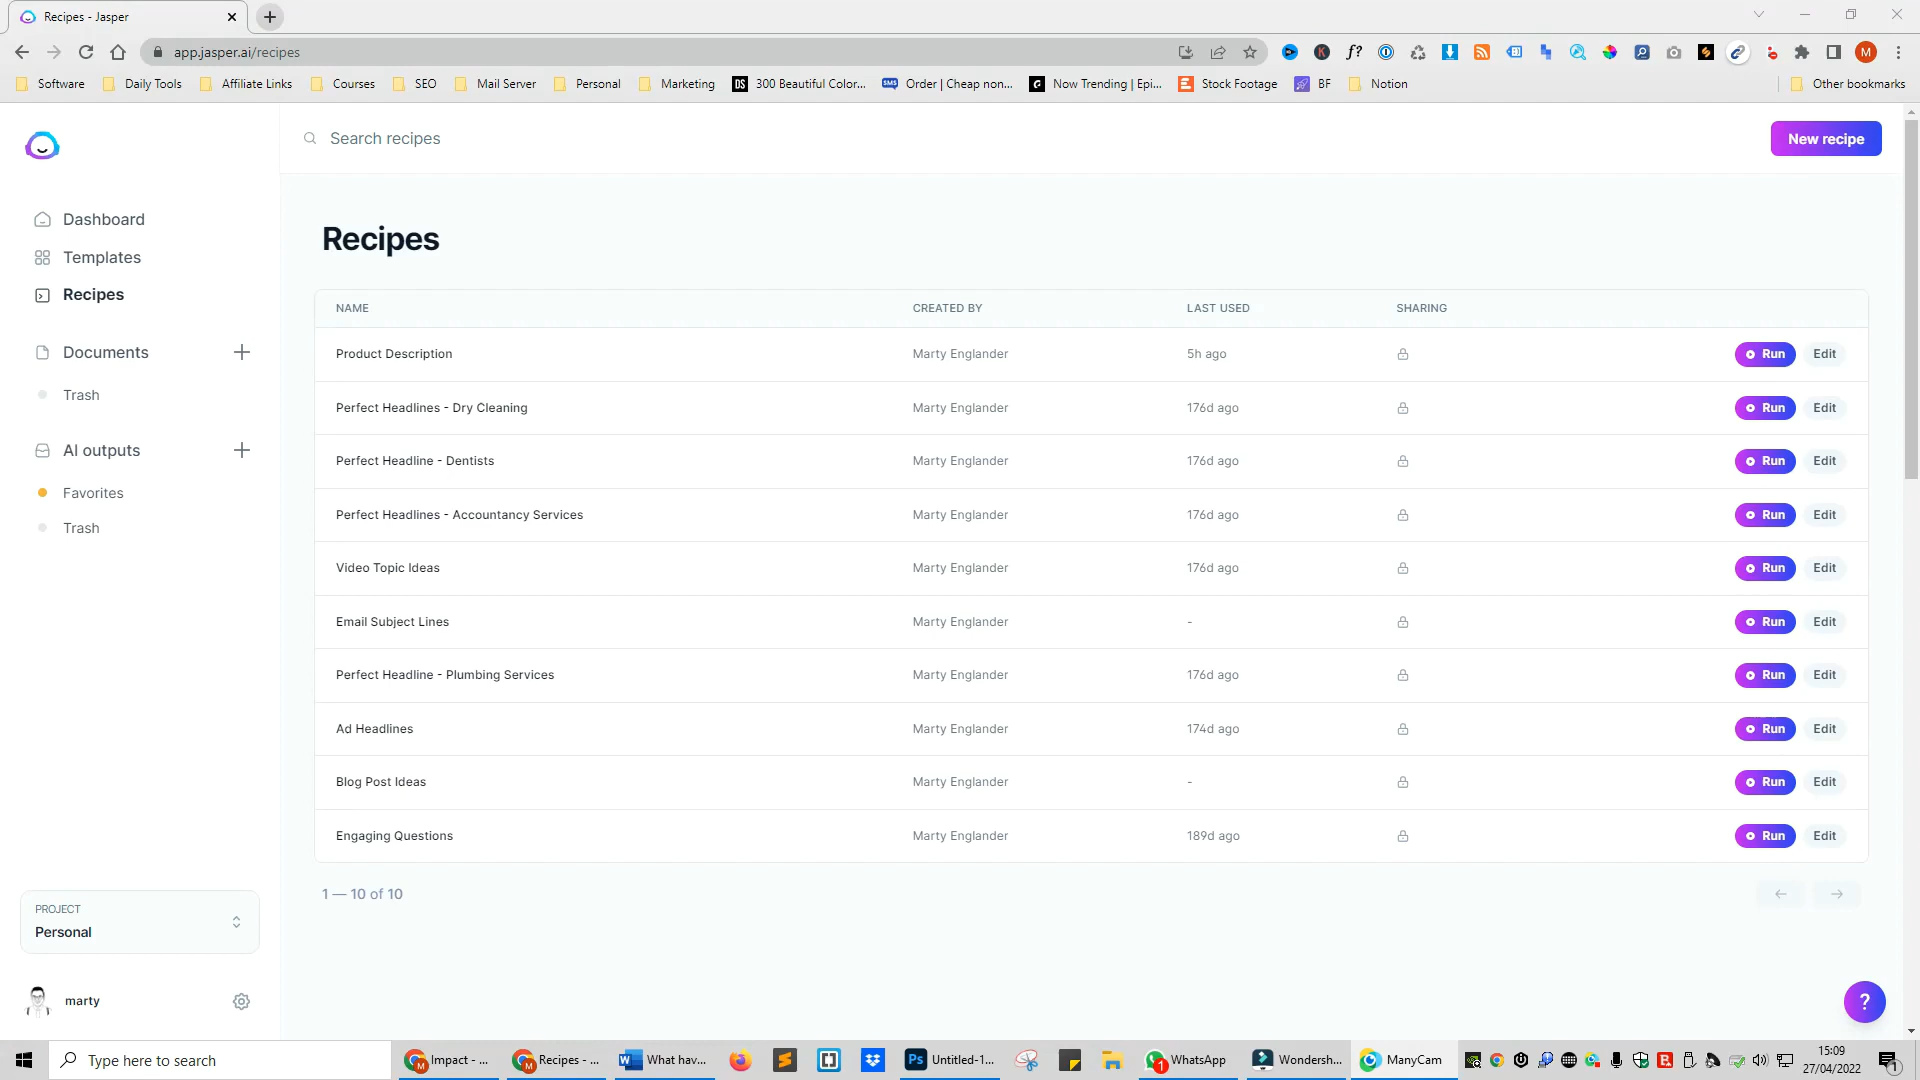 Recipes - Jasper
app.jasper.ai/recipes
Software Daily Tools Affiliate Links Courses SEO Mail Server Personal Marketing DS 300 Beautiful Color... SMS Order | Cheap non... Now Trending | Epi... Stock Footage BF Notion Other bookmarks
Search recipes
New recipe
Dashboard
Templates
Recipes
Documents
Trash
AI outputs
Favorites
Trash
PROJECT
Personal
marty
Recipes
NAME CREATED BY LAST USED SHARING
Product Description Marty Englander 5h ago Run Edit
Perfect Headlines - Dry Cleaning Marty Englander 176d ago Run Edit
Perfect Headline - Dentists Marty Englander 176d ago Run Edit
Perfect Headlines - Accountancy Services Marty Englander 176d ago Run Edit
Video Topic Ideas Marty Englander 176d ago Run Edit
Email Subject Lines Marty Englander - Run Edit
Perfect Headline - Plumbing Services Marty Englander 176d ago Run Edit
Ad Headlines Marty Englander 174d ago Run Edit
Blog Post Ideas Marty Englander - Run Edit
Engaging Questions Marty Englander 189d ago Run Edit
1 — 10 of 10
?
Type here to search Impact - ... Recipes - ... What hav... Ps Untitled-1... 1 WhatsApp Wondersh... ManyCam 15:09
27/04/2022 1